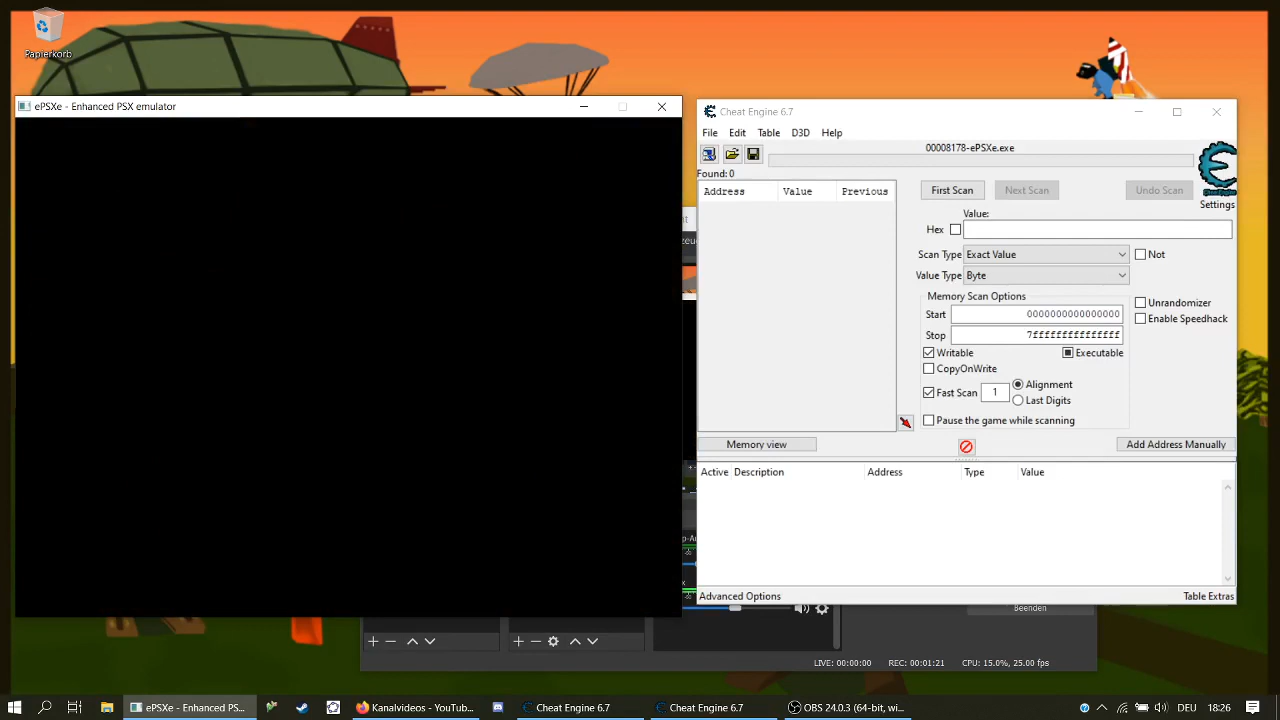 Papierkorb
ePSXe - Enhanced PSX emulator
Cheat Engine 6.7
File Edit Table D3D Help
00008178-ePSXe.exe
Found: 0
Address Value Previous
First Scan Next Scan Undo Scan
Settings
Value:
Hex
Scan Type Exact Value Not
Value Type Byte
Memory Scan Options
Unrandomizer
Start 0000000000000000
Enable Speedhack
Stop 7fffffffffffffff
Writable Executable
CopyOnWrite
Fast Scan 1 Alignment
Last Digits
Pause the game while scanning
Memory view Add Address Manually
Active Description Address Type Value
Advanced Options Table Extras
Beenden
LIVE: 00:00:00 REC: 00:01:21 CPU: 15.0%, 25.00 fps
ePSXe - Enhanced PS... Kanalvideos - YouTub... Cheat Engine 6.7 Cheat Engine 6.7 OBS 24.0.3 (64-bit, wi... DEU 18:26